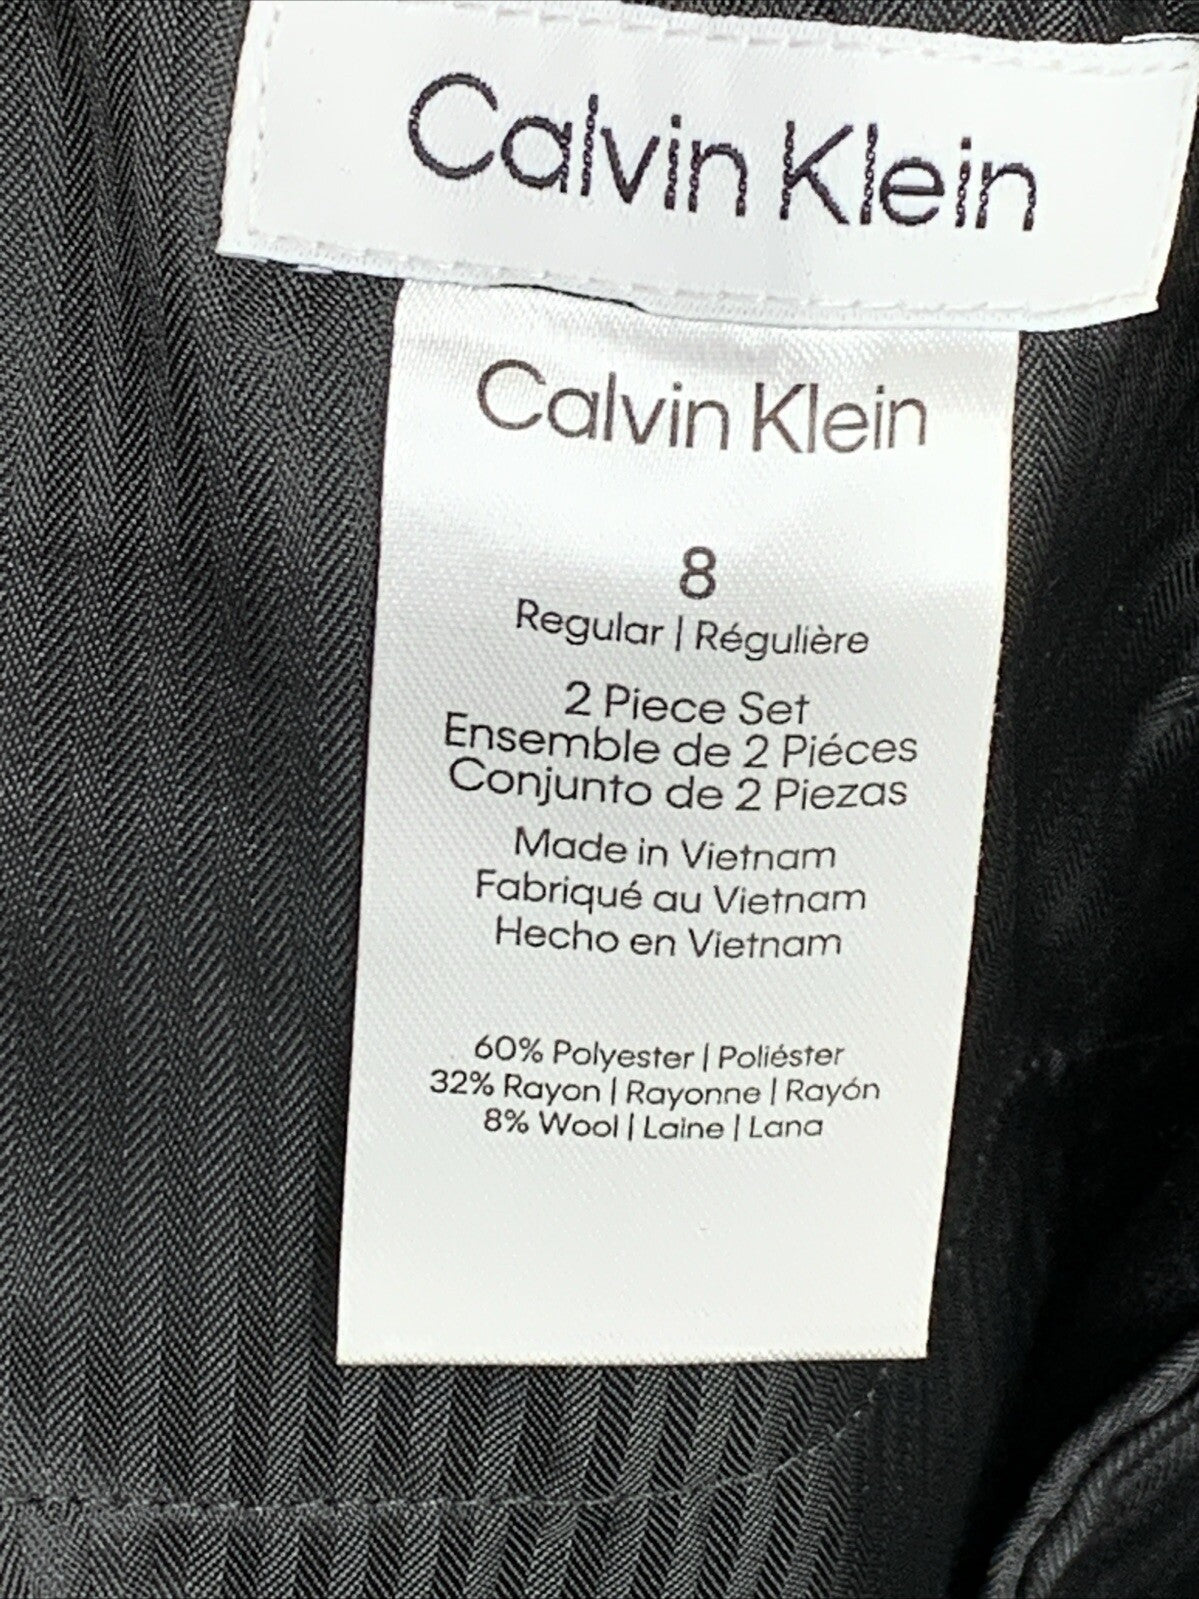 Calvin Klein
Calvin Klein
8
Regular | Régulière
2 Piece Set
Ensemble de 2 Piéces
Conjunto de 2 Piezas
Made in Vietnam
Fabriqué au Vietnam
Hecho en Vietnam
60% Polyester | Poliéster
32% Rayon | Rayonne | Rayón
8% Wool | Laine | Lana